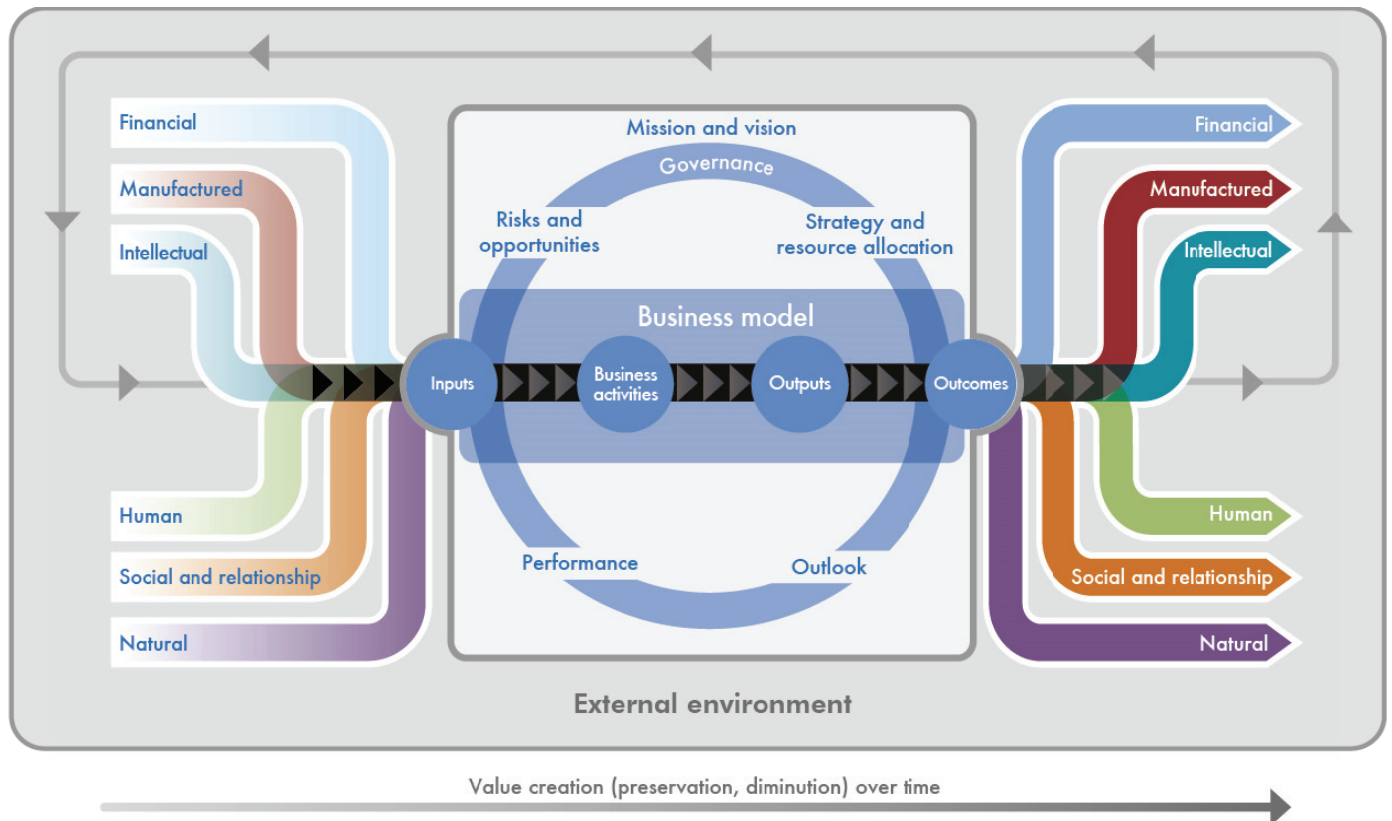 Financial
Manufactured
Intellectual
Human
Social and relationship
Natural
Mission and vision
Governance
Risks and
opportunities
Strategy and
resource allocation
Business model
Inputs
Business
activities
Outputs
Outcomes
Performance
Outlook
Financial
Manufactured
Intellectual
Human
Social and relationship
Natural
External environment
Value creation (preservation, diminution) over time